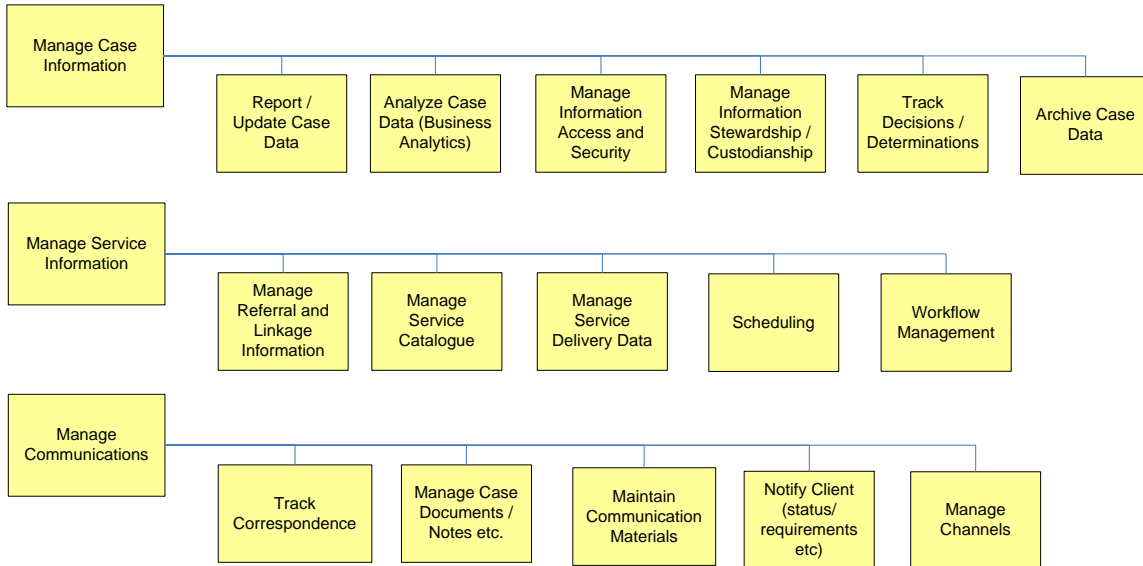 Manage Case
Information
Report /
Update Case
Data
Analyze Case
Data (Business
Analytics)
Manage
Information
Access and
Security
Manage
Information
Stewardship /
Custodianship
Track
Decisions /
Determinations
Archive Case
Data
Manage Service
Information
Manage
Referral and
Linkage
Information
Manage
Service
Catalogue
Manage
Service
Delivery Data
Scheduling
Workflow
Management
Manage
Communications
Track
Correspondence
Manage Case
Documents /
Notes etc.
Maintain
Communication
Materials
Notify Client
(status/
requirements
etc)
Manage
Channels